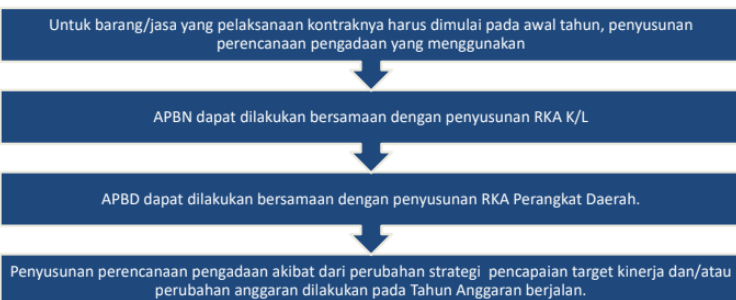 Untuk barang/jasa yang pelaksanaan kontraknya harus dimulai pada awal tahun, penyusunan
perencanaan pengadaan yang menggunakan
APBN dapat dilakukan bersamaan dengan penyusunan RKA K/L
APBD dapat dilakukan bersamaan dengan penyusunan RKA Perangkat Daerah.
Penyusunan perencanaan pengadaan akibat dari perubahan strategi pencapaian target kinerja dan/atau
perubahan anggaran dilakukan pada Tahun Anggaran berjalan.